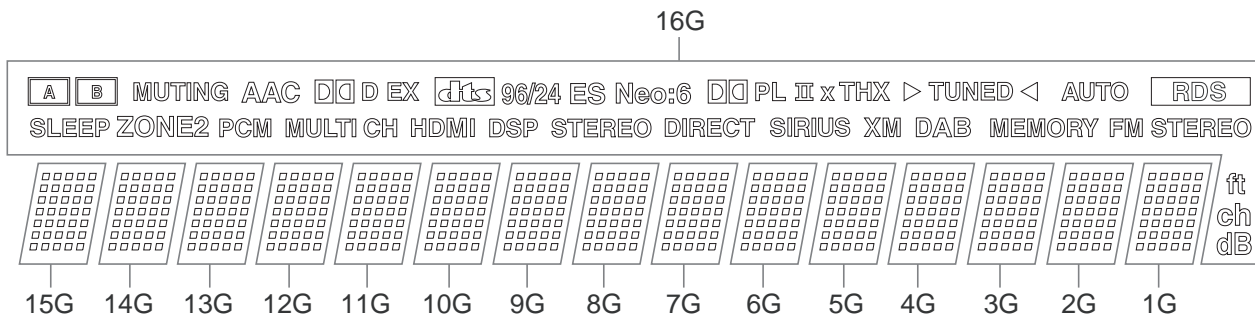 16G
A B MUTING AAC D EX dts 96/24 ES Neo:6 PL II x THX ▷ TUNED ◁ AUTO RDS
SLEEP ZONE2 PCM MULTI CH HDMI DSP STEREO DIRECT SIRIUS XM DAB MEMORY FM STEREO
ft
ch
dB
15G 14G 13G 12G 11G 10G 9G 8G 7G 6G 5G 4G 3G 2G 1G